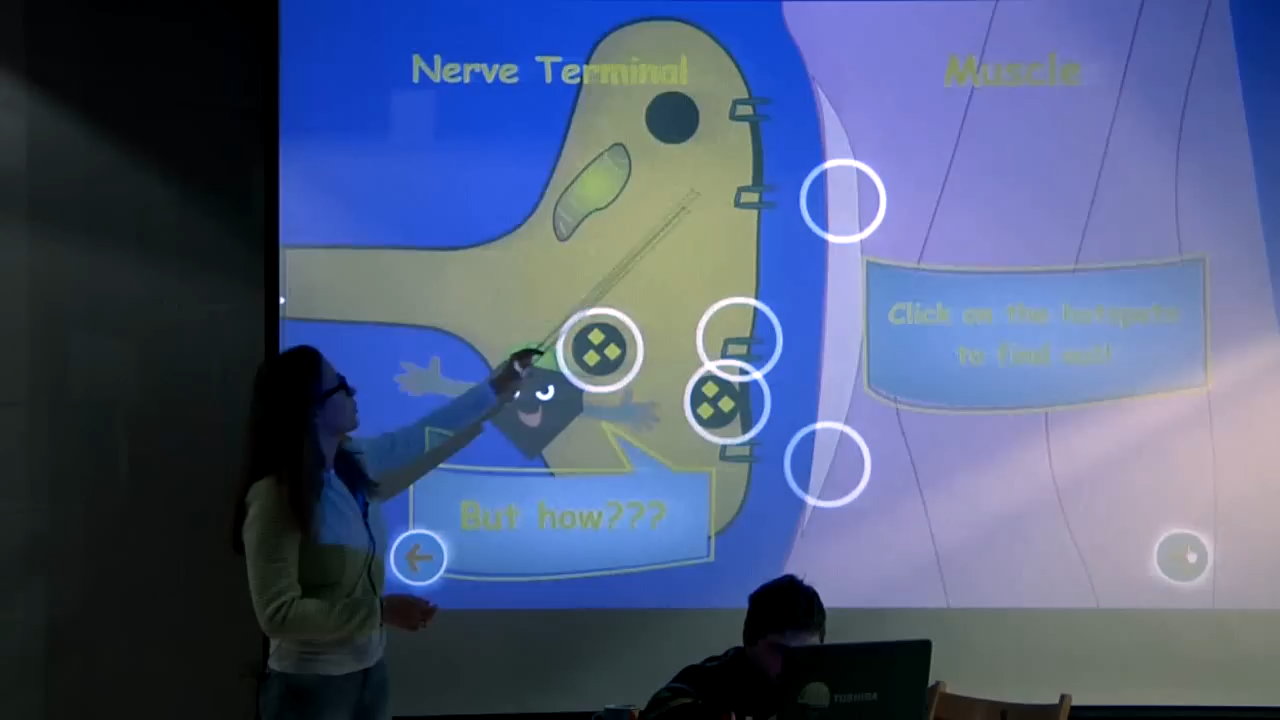 Nerve Terminal
Muscle
Click on the hotspots
to find out!
But how???
TOSHIBA